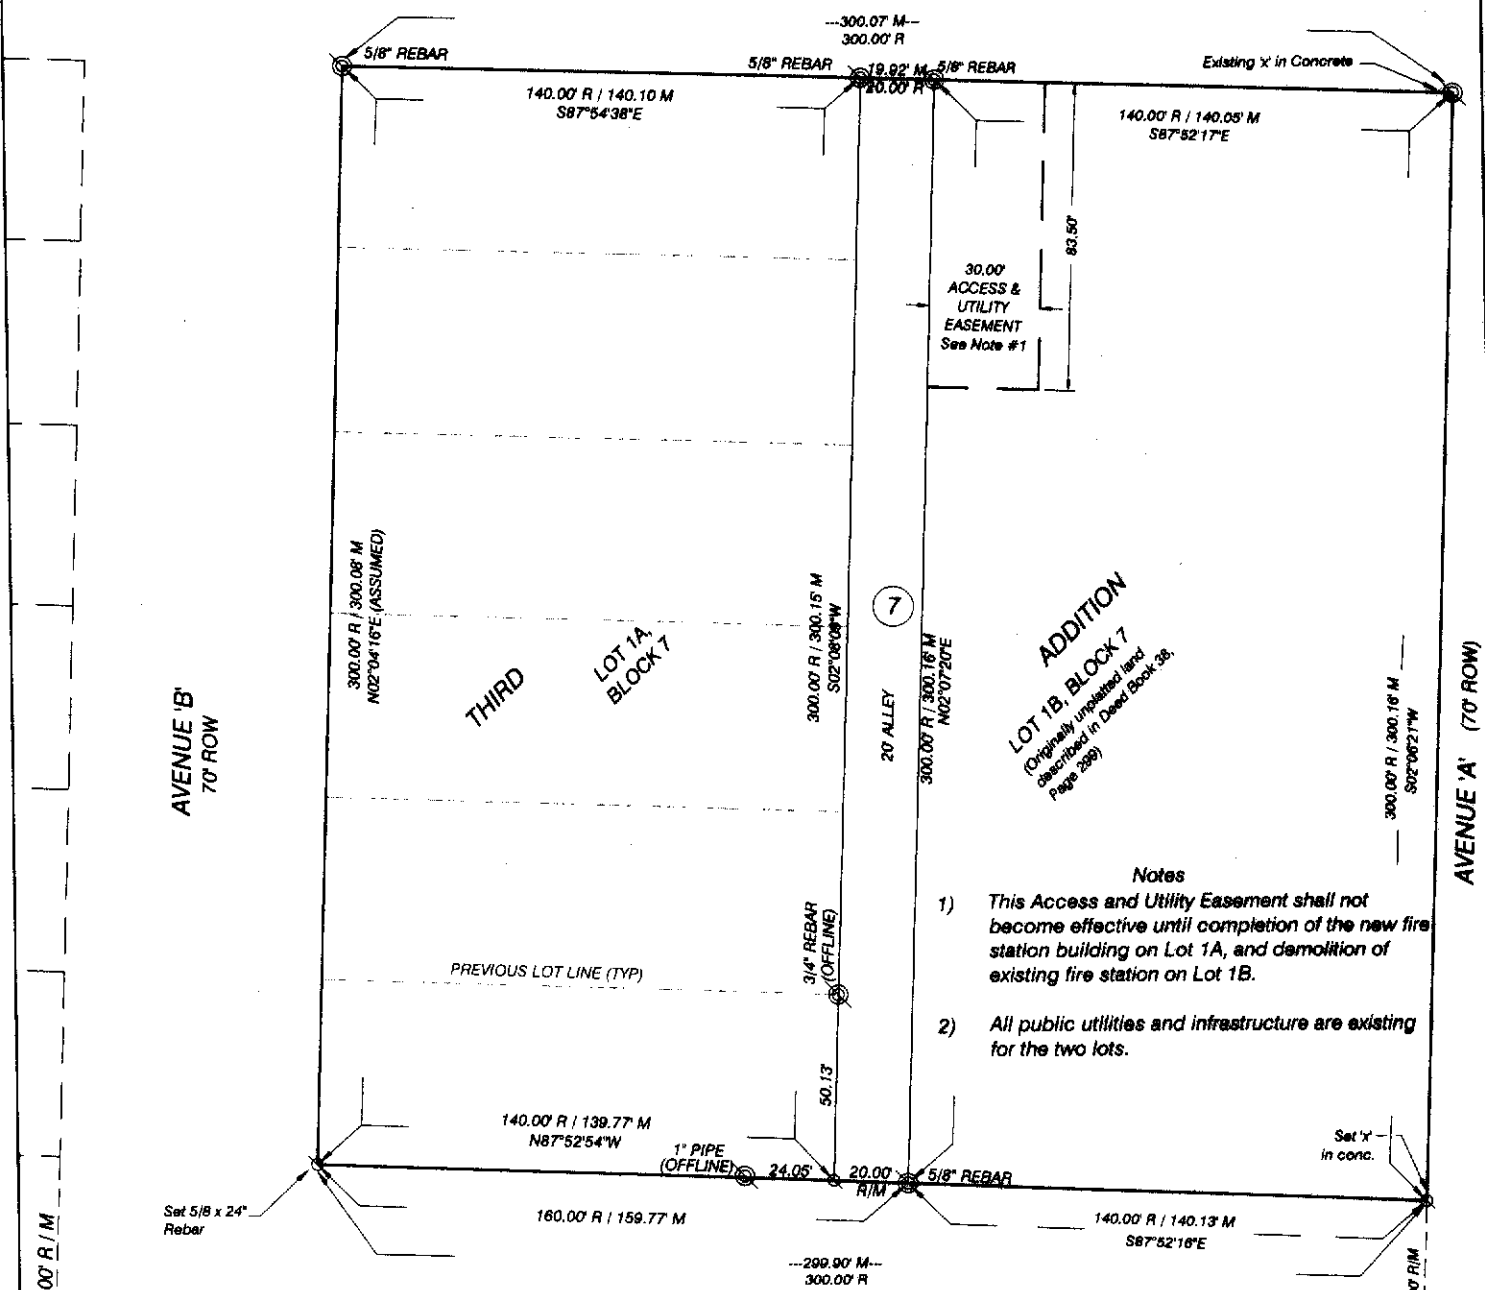 ---300.07' M---
300.00' R
5/8" REBAR
5/8" REBAR
19.92' M
20.00' R
5/8" REBAR
Existing 'x' in Concrete
140.00' R / 140.10 M
S87°54'38"E
140.00' R / 140.05' M
S87°52'17"E
83.50'
30.00'
ACCESS &
UTILITY
EASEMENT
See Note #1
300.00' R / 300.08' M
N02°04'16"E (ASSUMED)
300.00' R / 300.15' M
S02°08'08"W
7
20' ALLEY
300.00' R / 300.16' M
N02°07'20"E
THIRD
LOT 1A,
BLOCK 7
ADDITION
LOT 1B, BLOCK 7
(Originally unplatted land
described in Deed Book 38,
Page 299)
300.00' R / 300.16' M
S02°06'21"W
AVENUE 'A' (70' ROW)
AVENUE 'B'
70' ROW
Notes
1) This Access and Utility Easement shall not
become effective until completion of the new fire
station building on Lot 1A, and demolition of
existing fire station on Lot 1B.
2) All public utilities and infrastructure are existing
for the two lots.
3/4" REBAR
(OFFLINE)
PREVIOUS LOT LINE (TYP)
50.13'
140.00' R / 139.77' M
N87°52'54"W
1" PIPE
(OFFLINE)
24.05'
20.00'
R/M
5/8" REBAR
Set 'x'
in conc.
Set 5/8 x 24"
Rebar
160.00' R / 159.77' M
140.00' R / 140.13' M
S87°52'16"E
---299.90' M---
300.00' R
00' R / M
0' R/M